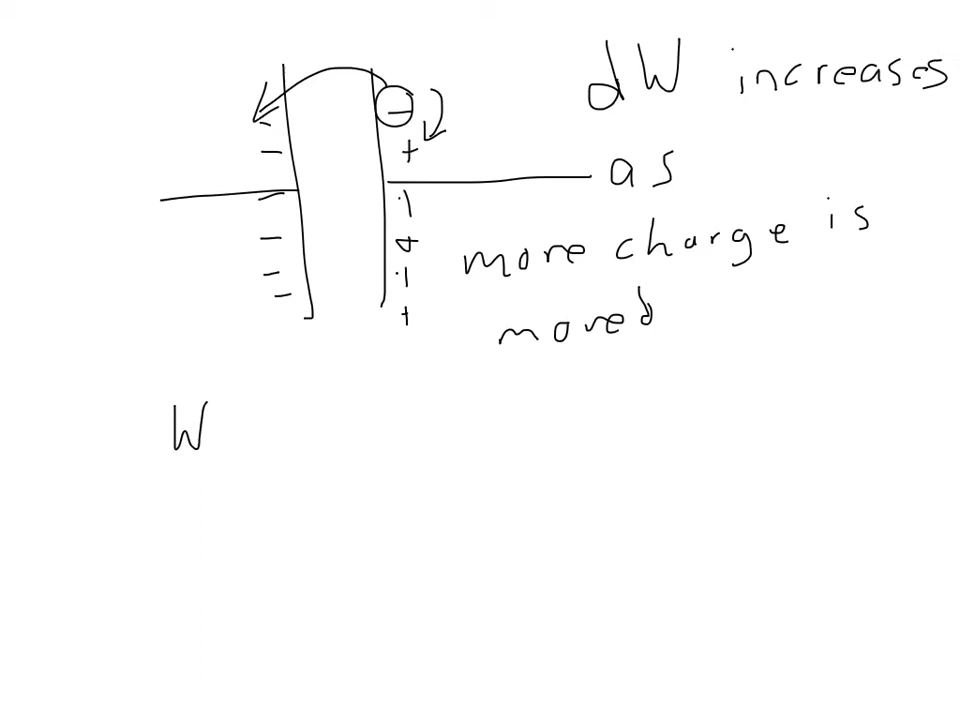 dW increases
as
more charge is
moved
W